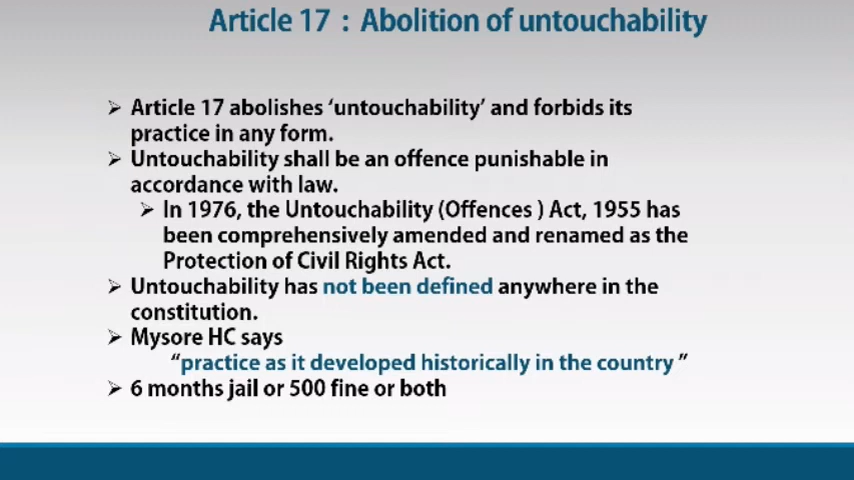 Article 17 : Abolition of untouchability
➢ Article 17 abolishes ‘untouchability’ and forbids its
practice in any form.
➢ Untouchability shall be an offence punishable in
accordance with law.
➢ In 1976, the Untouchability (Offences ) Act, 1955 has
been comprehensively amended and renamed as the
Protection of Civil Rights Act.
➢ Untouchability has not been defined anywhere in the
constitution.
➢ Mysore HC says
“practice as it developed historically in the country ”
➢ 6 months jail or 500 fine or both